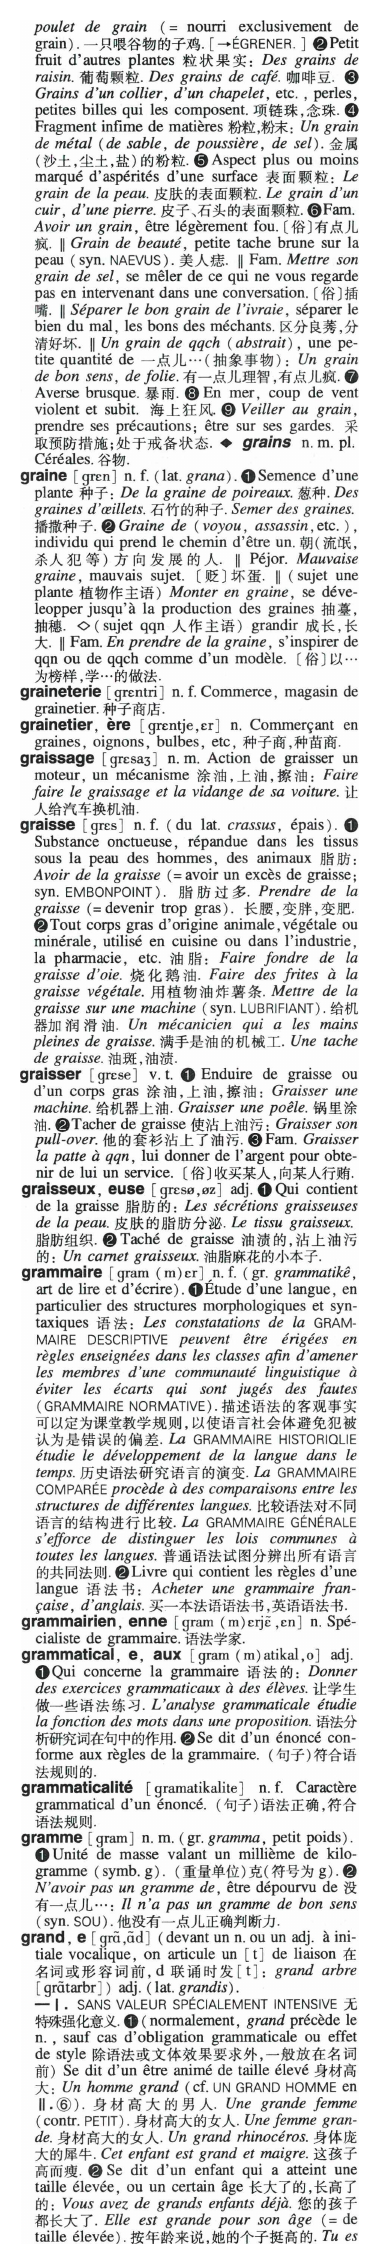 poulet de grain (= nourri exclusivement de
grain). 一只喂谷物的子鸡. [→ÉGRENER. ] ❷Petit
fruit d'autres plantes 粒状果实: Des grains de
raisin. 葡萄颗粒. Des grains de café. 咖啡豆. ❸
Grains d'un collier, d'un chapelet, etc. , perles,
petites billes qui les composent. 项链珠,念珠. ❹
Fragment infime de matières 粉粒,粉末: Un grain
de métal (de sable, de poussière, de sel). 金属
(沙土,尘土,盐)的粉粒. ❺ Aspect plus ou moins
marqué d'aspérités d'une surface 表面颗粒: Le
grain de la peau. 皮肤的表面颗粒. Le grain d'un
cuir, d'une pierre. 皮子、石头的表面颗粒. ❻Fam.
Avoir un grain, être légèrement fou. 〔俗〕有点儿
疯. ‖ Grain de beauté, petite tache brune sur la
peau (syn. NAEVUS). 美人痣. ‖ Fam. Mettre son
grain de sel, se mêler de ce qui ne vous regarde
pas en intervenant dans une conversation. 〔俗〕插
嘴. ‖ Séparer le bon grain de l'ivraie, séparer le
bien du mal, les bons des méchants. 区分良莠,分
清好坏. ‖ Un grain de qqch (abstrait), une pe-
tite quantité de 一点儿…(抽象事物): Un grain
de bon sens, de folie. 有一点儿理智,有点儿疯. ❼
Averse brusque. 暴雨. ❽ En mer, coup de vent
violent et subit. 海上狂风. ❾ Veiller au grain,
prendre ses précautions; être sur ses gardes. 采
取预防措施;处于戒备状态. ◆ grains n. m. pl.
Céréales. 谷物.
graine [grɛn] n. f. (lat. grana). ❶Semence d'une
plante 种子: De la graine de poireaux. 葱种. Des
graines d'œillets. 石竹的种子. Semer des graines.
播撒种子. ❷ Graine de (voyou, assassin, etc. ),
individu qui prend le chemin d'être un. 朝(流氓,
杀人犯等)方向发展的人. ‖ Péjor. Mauvaise
graine, mauvais sujet. 〔贬〕坏蛋. ‖ (sujet une
plante 植物作主语) Monter en graine, se déve-
leopper jusqu'à la production des graines 抽薹,
抽穗. ◇(sujet qqn 人作主语) grandir 成长,长
大. ‖ Fam. En prendre de la graine, s'inspirer de
qqn ou de qqch comme d'un modèle. 〔俗〕以…
为榜样,学…的做法.
graineterie [grɛntri] n. f. Commerce, magasin de
grainetier. 种子商店.
grainetier, ère [grɛntje,ɛr] n. Commerçant en
graines, oignons, bulbes, etc, 种子商,种苗商.
graissage [grɛsaʒ] n. m. Action de graisser un
moteur, un mécanisme 涂油,上油,擦油: Faire
faire le graissage et la vidange de sa voiture. 让
人给汽车换机油.
graisse [grɛs] n. f. (du lat. crassus, épais). ❶
Substance onctueuse, répandue dans les tissus
sous la peau des hommes, des animaux 脂肪:
Avoir de la graisse (=avoir un excès de graisse;
syn. EMBONPOINT). 脂肪过多. Prendre de la
graisse (=devenir trop gras). 长腰,变胖,变肥.
❷Tout corps gras d'origine animale, végétale ou
minérale, utilisé en cuisine ou dans l'industrie,
la pharmacie, etc. 油脂: Faire fondre de la
graisse d'oie. 烧化鹅油. Faire des frites à la
graisse végétale. 用植物油炸薯条. Mettre de la
graisse sur une machine (syn. LUBRIFIANT). 给机
器加润滑油. Un mécanicien qui a les mains
pleines de graisse. 满手是油的机械工. Une tache
de graisse. 油斑,油渍.
graisser [grɛse] v. t. ❶ Enduire de graisse ou
d'un corps gras 涂油,上油,擦油: Graisser une
machine. 给机器上油. Graisser une poêle. 锅里涂
油. ❷Tacher de graisse 使沾上油污: Graisser son
pull-over. 他的套衫沾上了油污. ❸ Fam. Graisser
la patte à qqn, lui donner de l'argent pour obte-
nir de lui un service. 〔俗〕收买某人,向某人行贿.
graisseux, euse [grɛsø,øz] adj. ❶ Qui contient
de la graisse 脂肪的: Les sécrétions graisseuses
de la peau. 皮肤的脂肪分泌. Le tissu graisseux.
脂肪组织. ❷ Taché de graisse 油渍的,沾上油污
的: Un carnet graisseux. 油脂麻花的小本子.
grammaire [gram (m)ɛr] n. f. (gr. grammatikê,
art de lire et d'écrire). ❶Étude d'une langue, en
particulier des structures morphologiques et syn-
taxiques 语法: Les constatations de la GRAM-
MAIRE DESCRIPTIVE peuvent être érigées en
règles enseignées dans les classes afin d'amener
les membres d'une communauté linguistique à
éviter les écarts qui sont jugés des fautes
(GRAMMAIRE NORMATIVE). 描述语法的客观事实
可以定为课堂教学规则,以使语言社会体避免犯被
认为是错误的偏差. La GRAMMAIRE HISTORIQLIE
étudie le développement de la langue dans le
temps. 历史语法研究语言的演变. La GRAMMAIRE
COMPARÉE procède à des comparaisons entre les
structures de différentes langues. 比较语法对不同
语言的结构进行比较. La GRAMMAIRE GÉNÉRALE
s'efforce de distinguer les lois communes à
toutes les langues. 普通语法试图分辨出所有语言
的共同法则. ❷Livre qui contient les règles d'une
langue 语法书: Acheter une grammaire fran-
çaise, d'anglais. 买一本法语语法书,英语语法书.
grammairien, enne [gram (m)ɛrjɛ̃,ɛn] n. Spé-
cialiste de grammaire. 语法学家.
grammatical, e, aux [gram (m)atikal,o] adj.
❶Qui concerne la grammaire 语法的: Donner
des exercices grammaticaux à des élèves. 让学生
做一些语法练习. L'analyse grammaticale étudie
la fonction des mots dans une proposition. 语法分
析研究词在句中的作用. ❷Se dit d'un énoncé con-
forme aux règles de la grammaire. (句子)符合语
法规则的.
grammaticalité [gramatikalite] n. f. Caractère
grammatical d'un énoncé. (句子)语法正确,符合
语法规则.
gramme [gram] n. m. (gr. gramma, petit poids).
❶ Unité de masse valant un millième de kilo-
gramme (symb. g). (重量单位)克(符号为g). ❷
N'avoir pas un gramme de, être dépourvu de 没
有一点儿…: Il n'a pas un gramme de bon sens
(syn. SOU). 他没有一点儿正确判断力.
grand, e [grɑ̃,ɑ̃d] (devant un n. ou un adj. à ini-
tiale vocalique, on articule un [t] de liaison 在
名词或形容词前, d 联诵时发[t]: grand arbre
[grɑ̃tarbr]) adj. (lat. grandis).
— I. SANS VALEUR SPÉCIALEMENT INTENSIVE 无
特殊强化意义. ❶ (normalement, grand précède le
n. , sauf cas d'obligation grammaticale ou effet
de style 除语法或文体效果要求外,一般放在名词
前) Se dit d'un être animé de taille élevé 身材高
大: Un homme grand (cf. UN GRAND HOMME en
II. ⑥). 身材高大的男人. Une grande femme
(contr. PETIT). 身材高大的女人. Une femme gran-
de. 身材高大的女人. Un grand rhinocéros. 身体庞
大的犀牛. Cet enfant est grand et maigre. 这孩子
高而瘦. ❷ Se dit d'un enfant qui a atteint une
taille élevée, ou un certain âge 长大了的,长高了
的: Vous avez de grands enfants déjà. 您的孩子
都长大了. Elle est grande pour son âge (= de
taille élevée). 按年龄来说,她的个子挺高的. Tu es